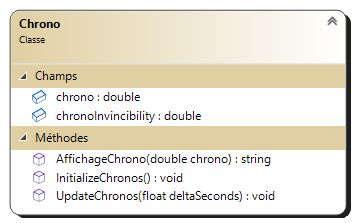 Chrono
Classe
Champs
chrono : double
chronoInvincibility : double
Méthodes
AffichageChrono(double chrono) : string
InitializeChronos() : void
UpdateChronos(float deltaSeconds) : void